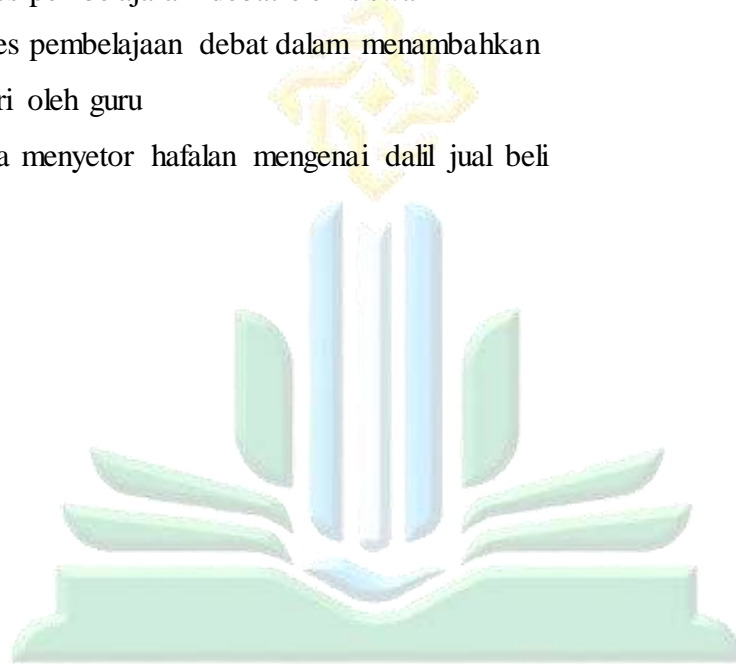 es pembelajaan debat dalam menambahkan
ri oleh guru
a menyetor hafalan mengenai dalil jual beli